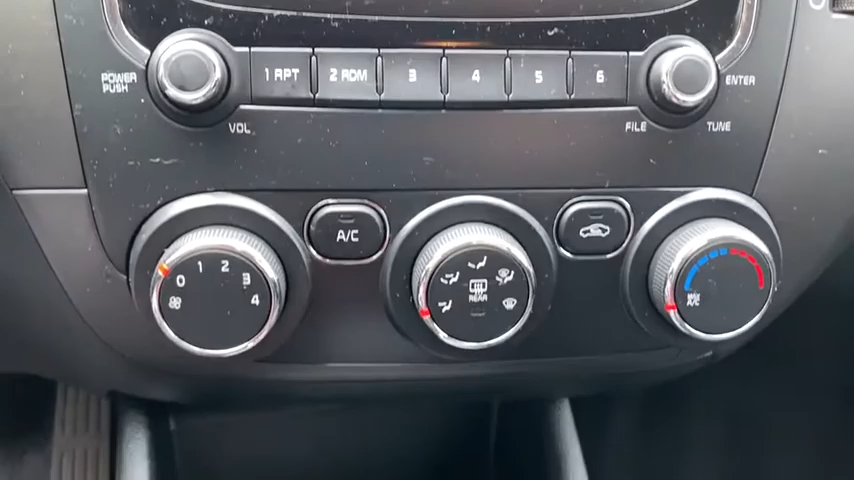 POWER
PUSH
1 RPT
2 RDM
3
4
5
6
ENTER
VOL
FILE
TUNE
0
1
2
3
4
A/C
REAR
MAX
A/C